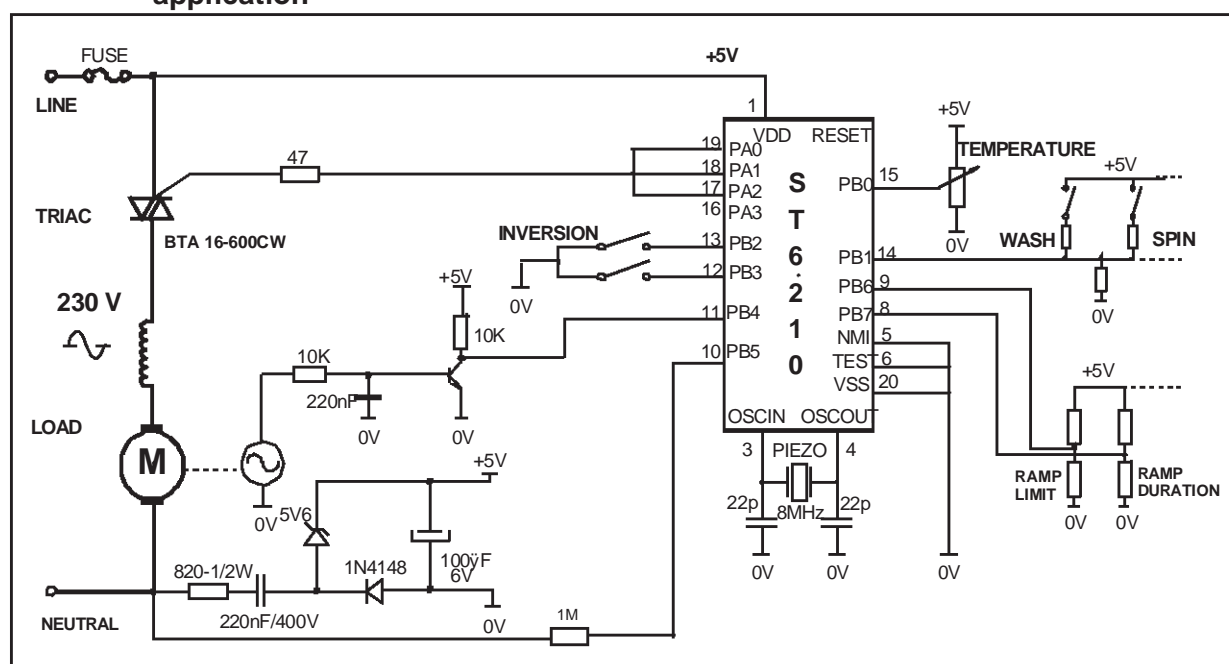 application
FUSE
LINE
+5V
1
VDD
RESET
19
PA0
18
PA1
17
PA2
16
PA3
13
PB2
12
PB3
11
PB4
10
PB5
S
T
6
.
2
1
0
15
PB0
14
PB1
9
PB6
8
PB7
5
NMI
6
TEST
20
VSS
OSCIN
OSCOUT
3
4
PIEZO
8MHz
22p
22p
0V
0V
0V
47
TRIAC
BTA 16-600CW
INVERSION
0V
+5V
TEMPERATURE
0V
+5V
WASH
SPIN
0V
+5V
RAMP
LIMIT
RAMP
DURATION
0V
0V
230 V
+5V
10K
10K
220nF
0V
0V
LOAD
M
0V
+5V
5V6
100ÿF
6V
820-1/2W
1N4148
220nF/400V
0V
1M
NEUTRAL